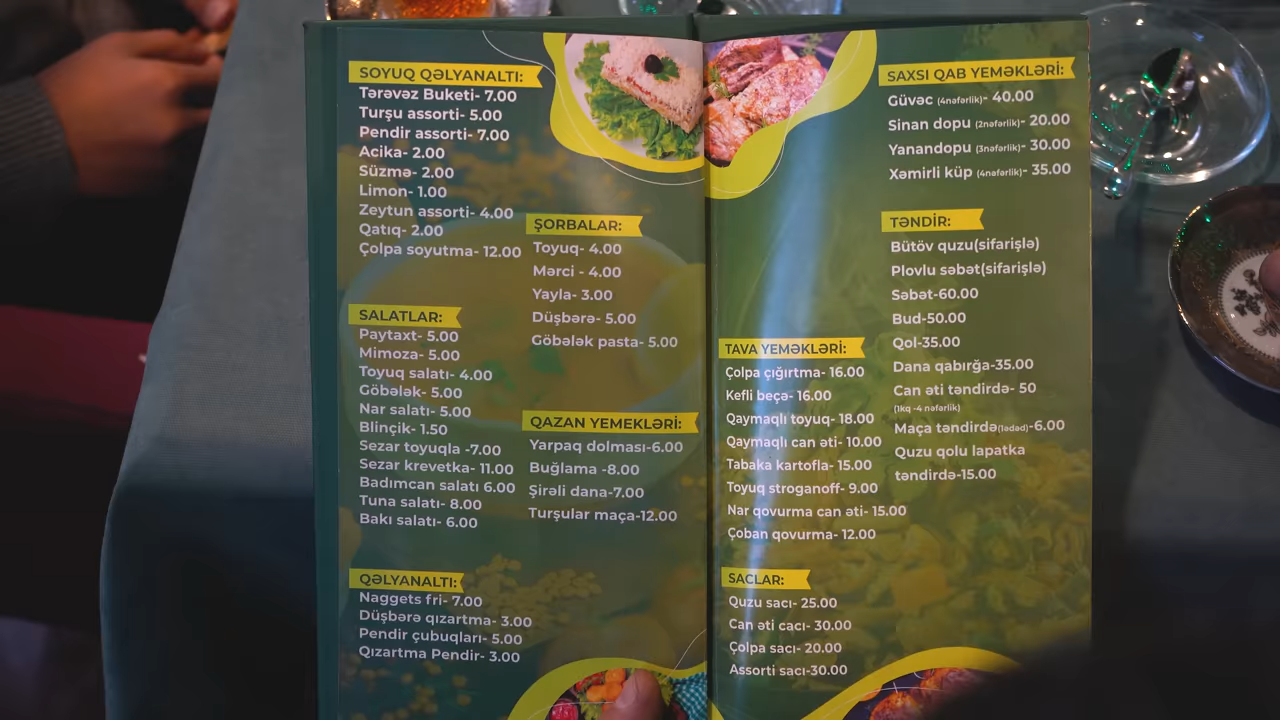 SOYUQ QƏLYANALTI:
Tərəvəz Buketi- 7.00
Turşu assorti- 5.00
Pendir assorti- 7.00
Acika- 2.00
Süzmə- 2.00
Limon- 1.00
Zeytun assorti- 4.00
Qatıq- 2.00
Çolpa soyutma- 12.00
SALATLAR:
Paytaxt- 5.00
Mimoza- 5.00
Toyuq salatı- 4.00
Göbələk- 5.00
Nar salatı- 5.00
Blinçik- 1.50
Sezar toyuqla -7.00
Sezar krevetka- 11.00
Badımcan salatı 6.00
Tuna salatı- 8.00
Bakı salatı- 6.00
QƏLYANALTI:
Naggets fri- 7.00
Düşbərə qızartma- 3.00
Pendir çubuqları- 5.00
Qızartma Pendir- 3.00
ŞORBALAR:
Toyuq- 4.00
Mərci - 4.00
Yayla- 3.00
Düşbərə- 5.00
Göbələk pasta- 5.00
QAZAN YEMEKLƏRİ:
Yarpaq dolması-6.00
Buğlama -8.00
Şirəli dana-7.00
Turşular maça-12.00
TAVA YEMƏKLƏRİ:
Çolpa çığırtma- 16.00
Kefli beçə- 16.00
Qaymaqlı toyuq- 18.00
Qaymaqlı can əti- 10.00
Tabaka kartofla- 15.00
Toyuq stroganoff- 9.00
Nar qovurma can əti- 15.00
Çoban qovurma- 12.00
SACLAR:
Quzu sacı- 25.00
Can əti cacı- 30.00
Çolpa sacı- 20.00
Assorti sacı-30.00
SAXSI QAB YEMƏKLƏRİ:
Güvəc (4nəfərlik)- 40.00
Sinan dopu (2nəfərlik)- 20.00
Yanandopu (3nəfərlik)- 30.00
Xəmirli küp (4nəfərlik)- 35.00
TƏNDİR:
Bütöv quzu(sifarişlə)
Plovlu səbət(sifarişlə)
Səbət-60.00
Bud-50.00
Qol-35.00
Dana qabırğa-35.00
Can əti təndirdə- 50
(1kq -4 nəfərlik)
Maça təndirdə(1ədəd)-6.00
Quzu qolu lapatka
təndirdə-15.00